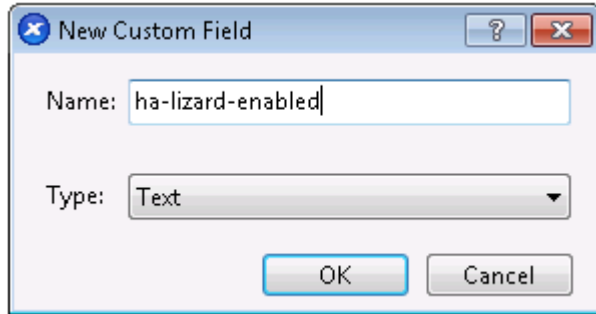 New Custom Field
?
Name: ha-lizard-enabled
Type: Text
OK Cancel